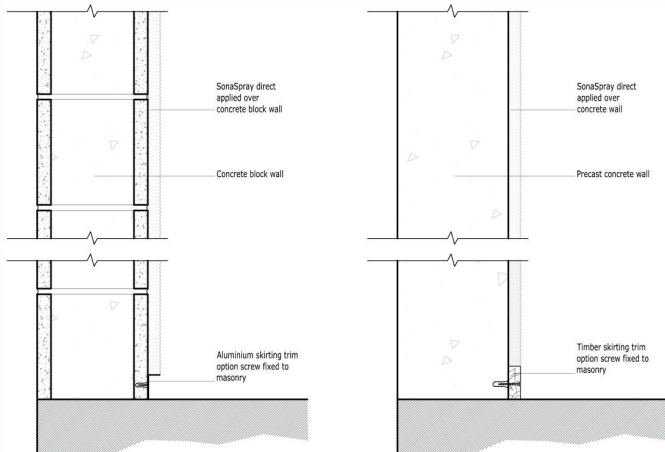 SonaSpray direct
applied over
concrete block wall
Concrete block wall
Aluminium skirting trim
option screw fixed to
masonry
SonaSpray direct
applied over
concrete wall
Precast concrete wall
Timber skirting trim
option screw fixed to
masonry